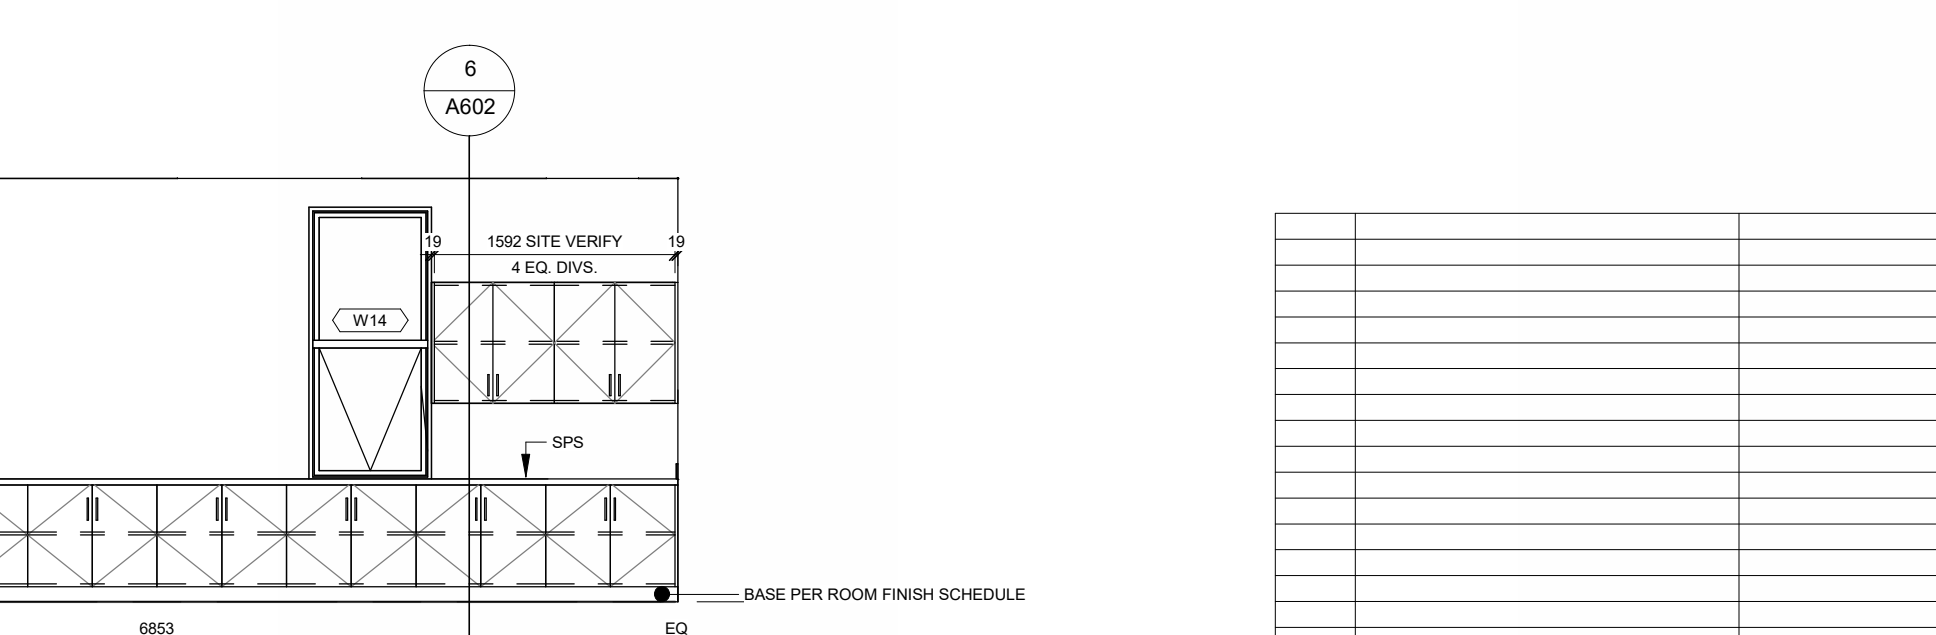 6
A602
19
1592 SITE VERIFY
19
4 EQ. DIVS.
W14
SPS
BASE PER ROOM FINISH SCHEDULE
6853
EQ